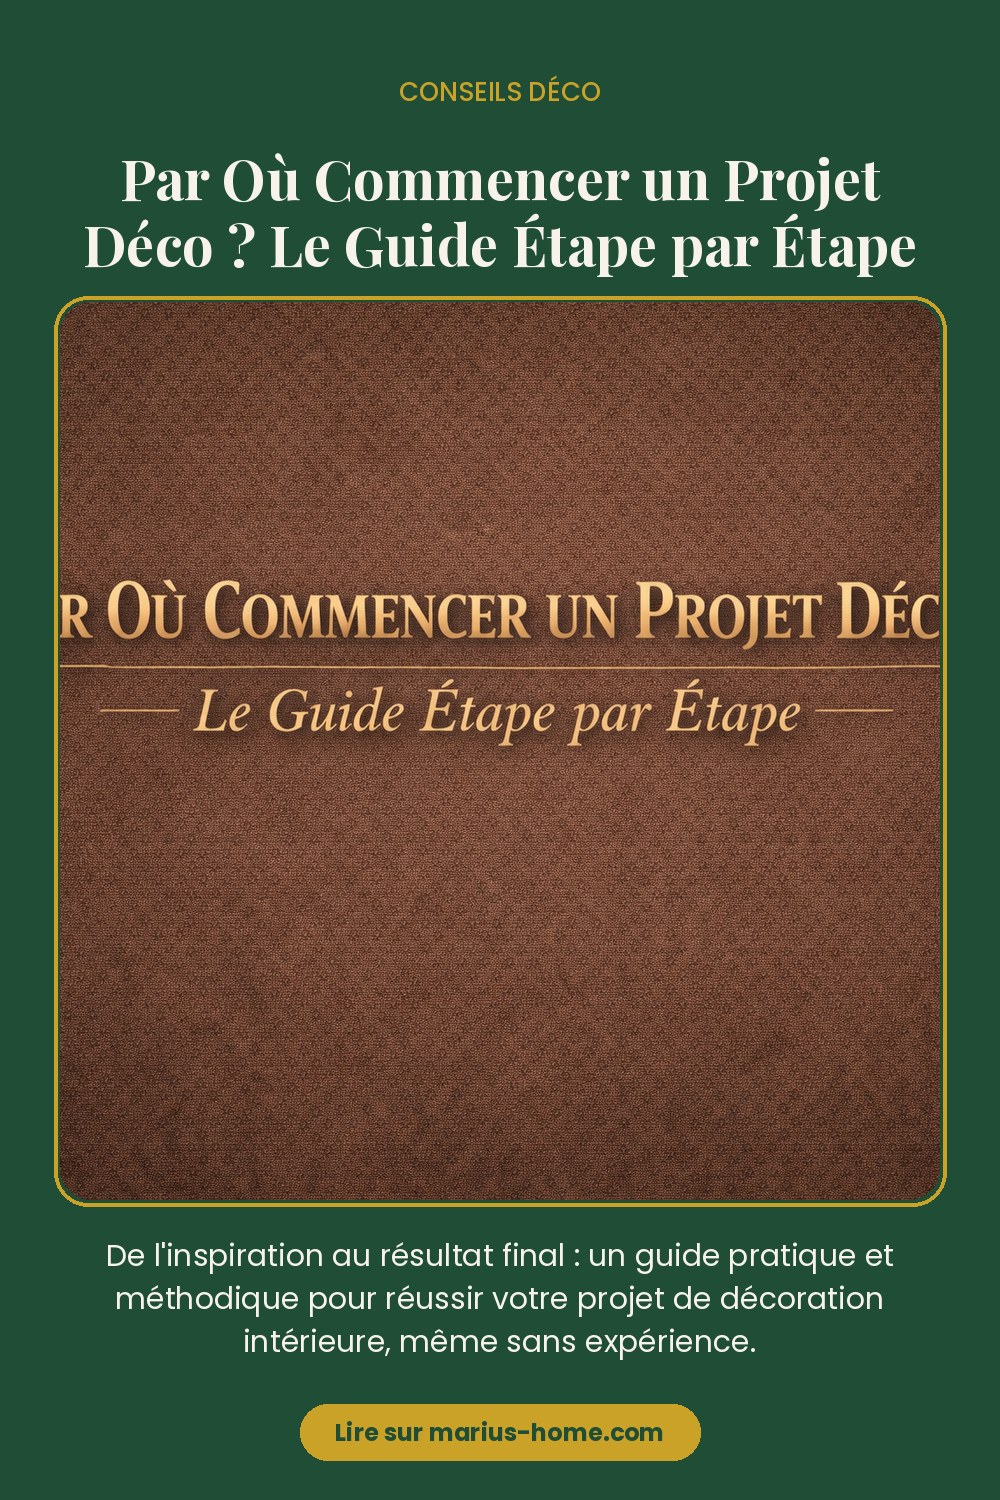 CONSEILS DÉCO
Par Où Commencer un Projet
Déco ? Le Guide Étape par Étape
R OÙ COMMENCER UN PROJET DÉC
Le Guide Étape par Étape
De l'inspiration au résultat final : un guide pratique et
méthodique pour réussir votre projet de décoration
intérieure, même sans expérience.
Lire sur marius-home.com